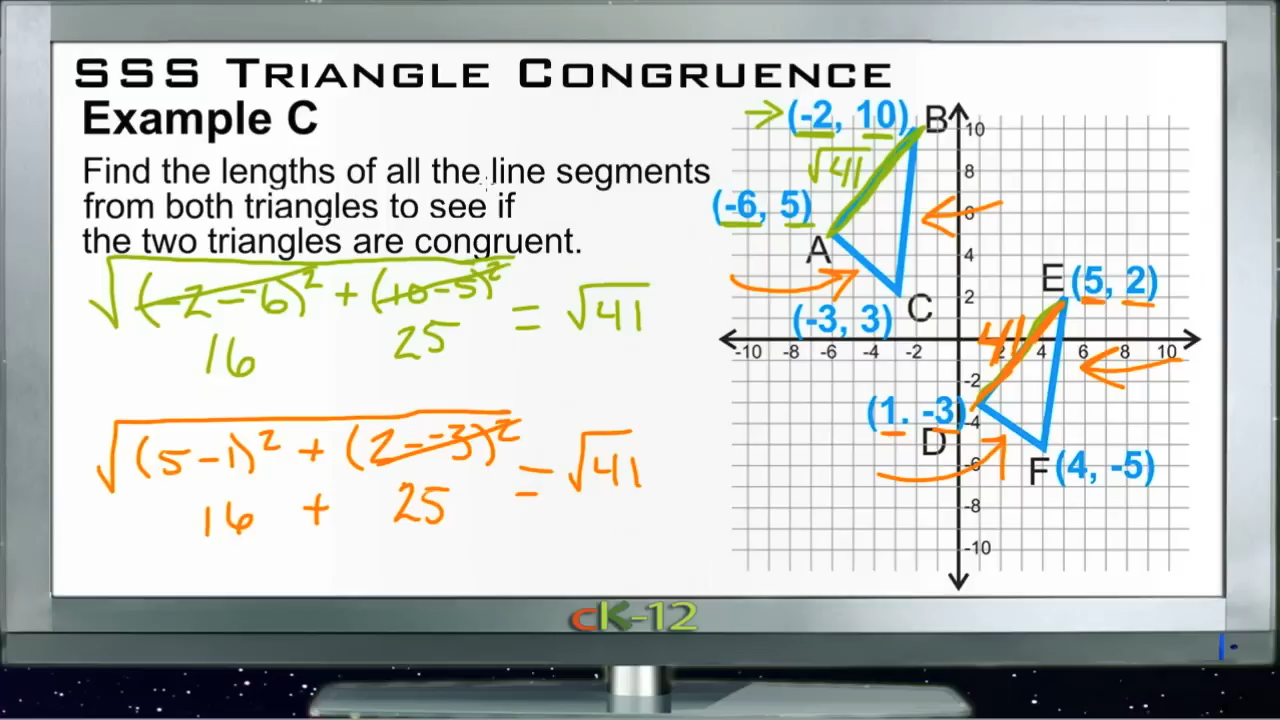 SSS TRIANGLE CONGRUENCE
Example C
Find the lengths of all the line segments
from both triangles to see if
the two triangles are congruent.
√(-2--6)² + (10-5)² = √41
16 25
√(5-1)² + (2--3)² = √41
16 + 25
(-2, 10) B
√41
(-6, 5)
A
(-3, 3) C
E (5, 2)
41
(1. -3)
D
F (4, -5)
10
8
6
4
2
-10 -8 -6 -4 -2 2 4 6 8 10
-2
-4
-6
-8
-10
cK-12